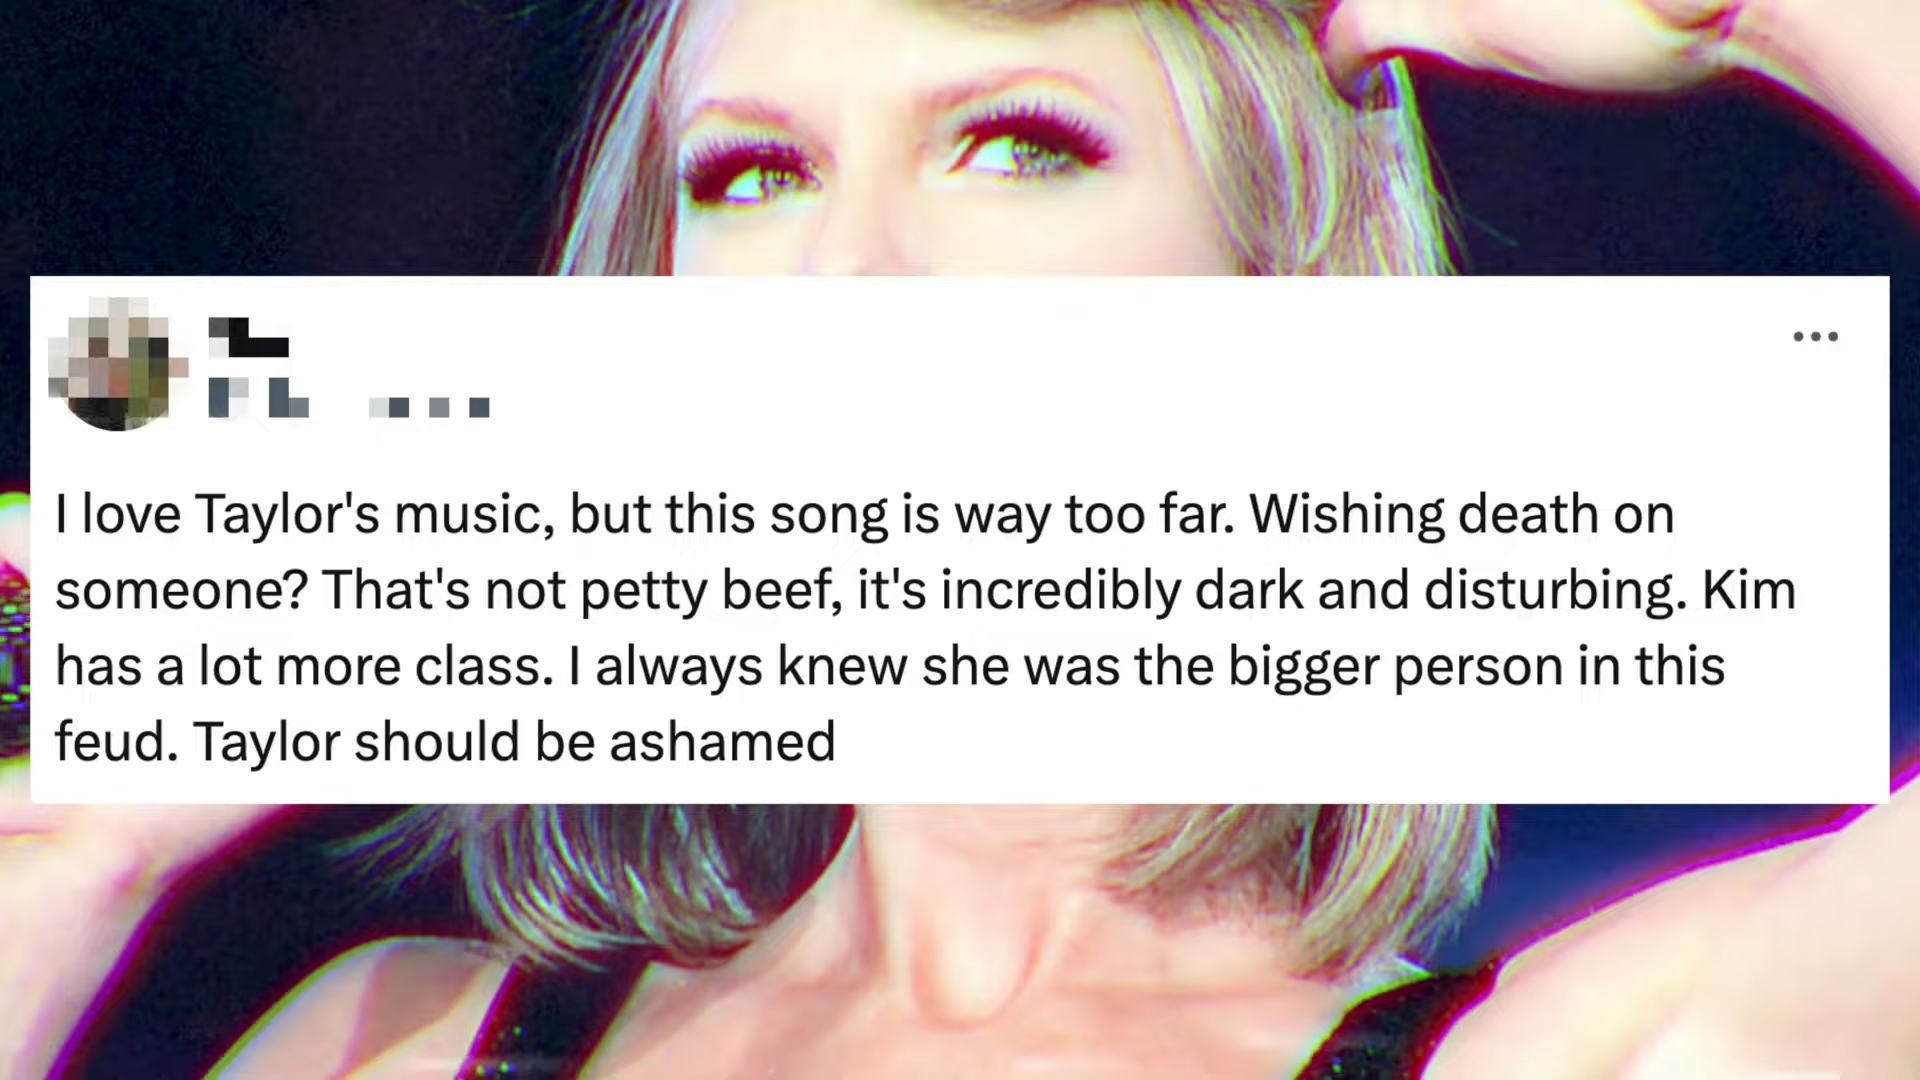 I love Taylor's music, but this song is way too far. Wishing death on
someone? That's not petty beef, it's incredibly dark and disturbing. Kim
has a lot more class. I always knew she was the bigger person in this
feud. Taylor should be ashamed